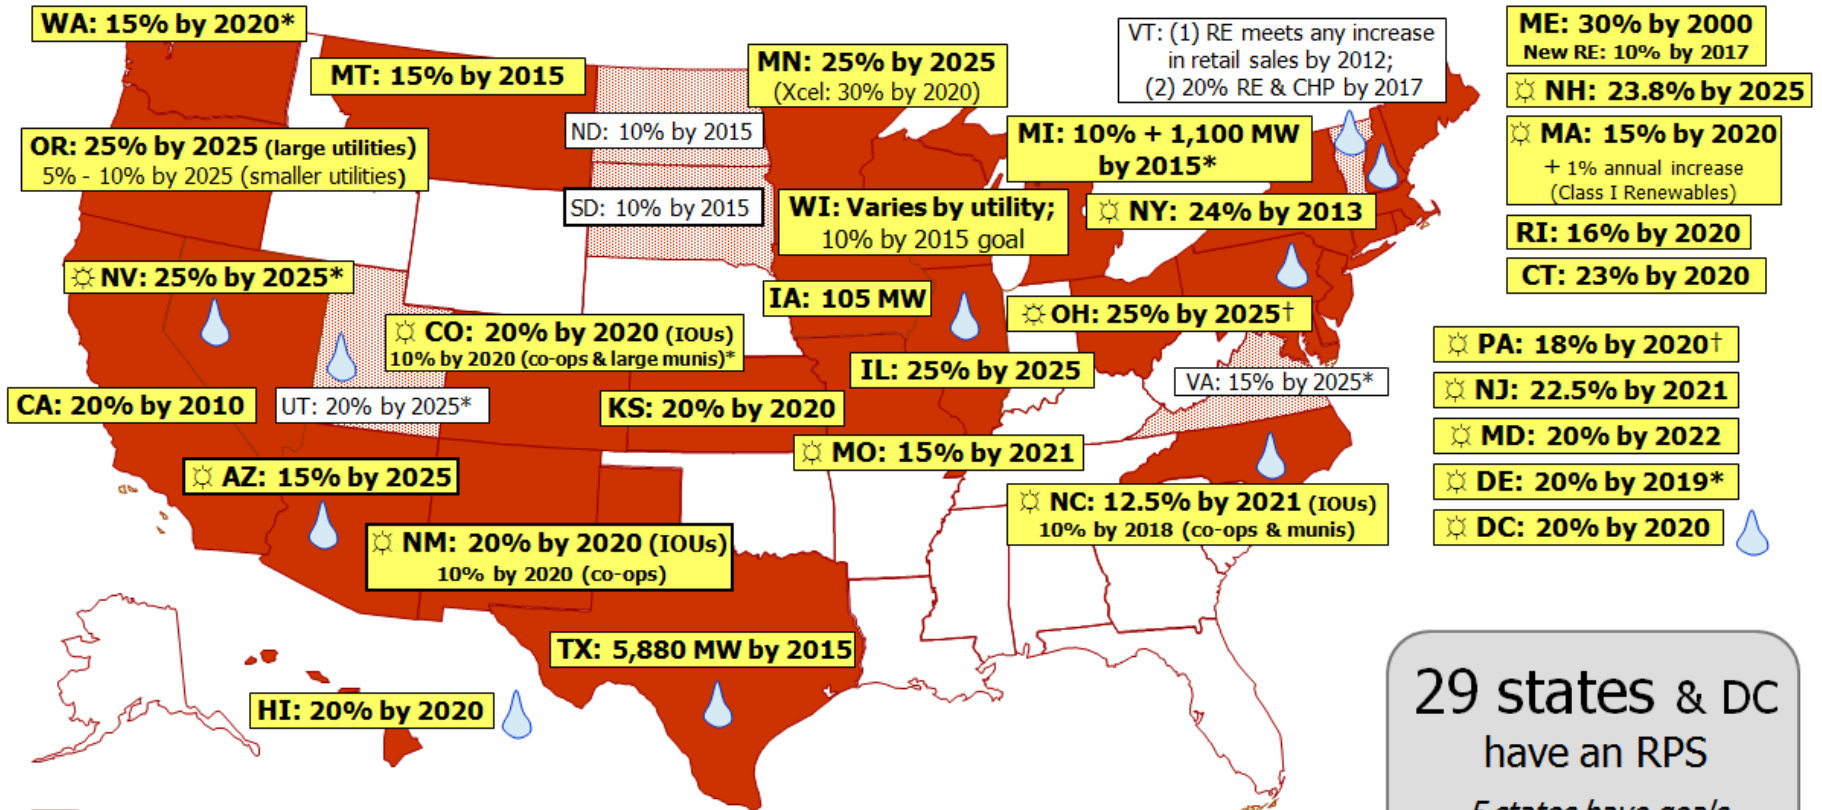 WA: 15% by 2020*
MT: 15% by 2015
MN: 25% by 2025
(Xcel: 30% by 2020)
VT: (1) RE meets any increase
in retail sales by 2012;
(2) 20% RE & CHP by 2017
ME: 30% by 2000
New RE: 10% by 2017
☼ NH: 23.8% by 2025
OR: 25% by 2025 (large utilities)
5% - 10% by 2025 (smaller utilities)
ND: 10% by 2015
MI: 10% + 1,100 MW
by 2015*
☼ MA: 15% by 2020
+ 1% annual increase
(Class I Renewables)
SD: 10% by 2015
WI: Varies by utility;
10% by 2015 goal
☼ NY: 24% by 2013
RI: 16% by 2020
CT: 23% by 2020
☼ NV: 25% by 2025*
IA: 105 MW
☼ OH: 25% by 2025†
☼ CO: 20% by 2020 (IOUs)
10% by 2020 (co-ops & large munis)*
IL: 25% by 2025
VA: 15% by 2025*
☼ PA: 18% by 2020†
☼ NJ: 22.5% by 2021
CA: 20% by 2010
UT: 20% by 2025*
KS: 20% by 2020
☼ MO: 15% by 2021
☼ MD: 20% by 2022
☼ AZ: 15% by 2025
☼ DE: 20% by 2019*
☼ NC: 12.5% by 2021 (IOUs)
10% by 2018 (co-ops & munis)
☼ DC: 20% by 2020
☼ NM: 20% by 2020 (IOUs)
10% by 2020 (co-ops)
TX: 5,880 MW by 2015
HI: 20% by 2020
29 states & DC
have an RPS
5 states have goals